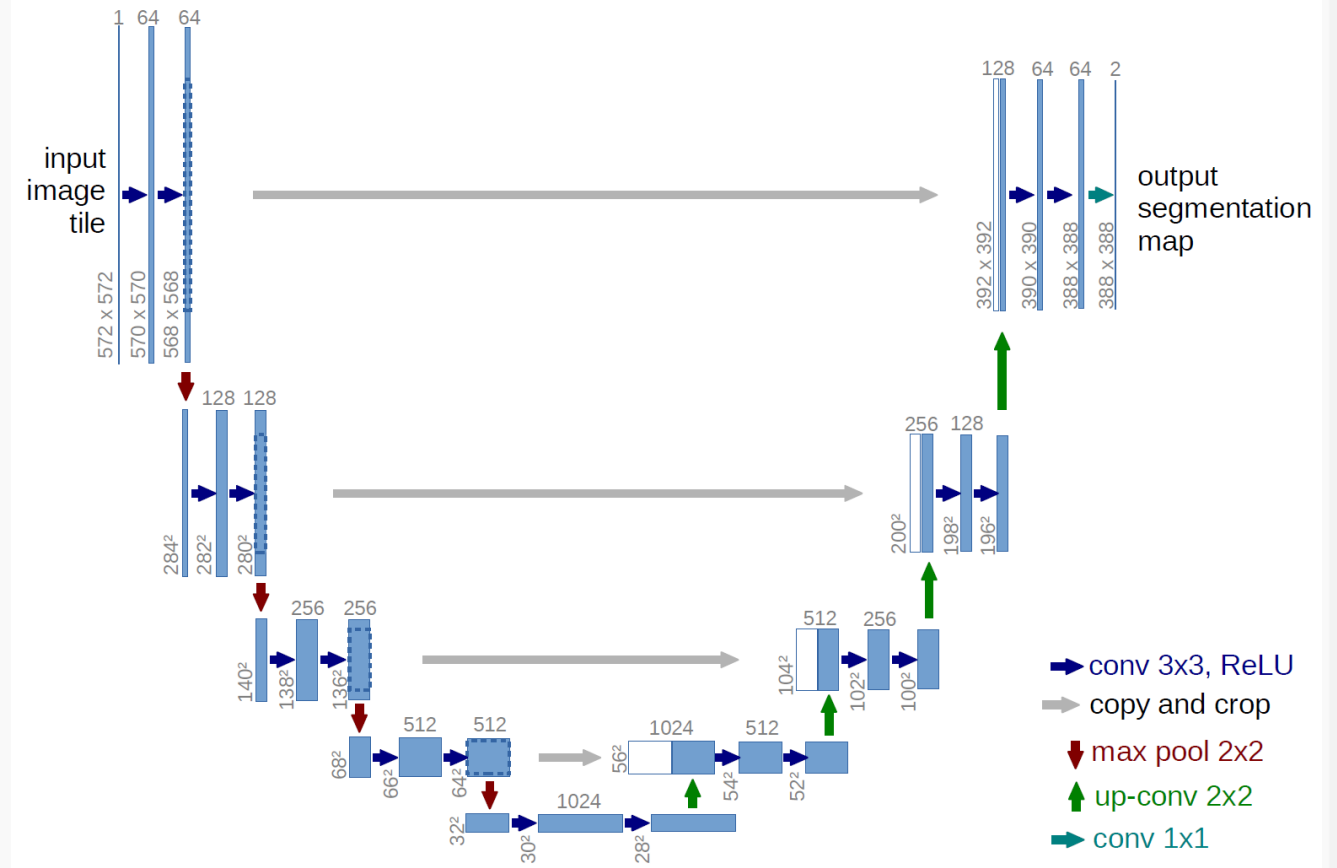 1 64 64
128 64 64 2
input
image
tile
output
segmentation
map
572 x 572
570 x 570
568 x 568
392 x 392
390 x 390
388 x 388
388 x 388
128 128
256 128
284²
282²
280²
200²
198²
196²
256 256
512 256
140²
138²
136²
104²
102²
100²
512 512
1024 512
68²
66²
64²
56²
54²
52²
1024
32²
30²
28²
conv 3x3, ReLU
copy and crop
max pool 2x2
up-conv 2x2
conv 1x1